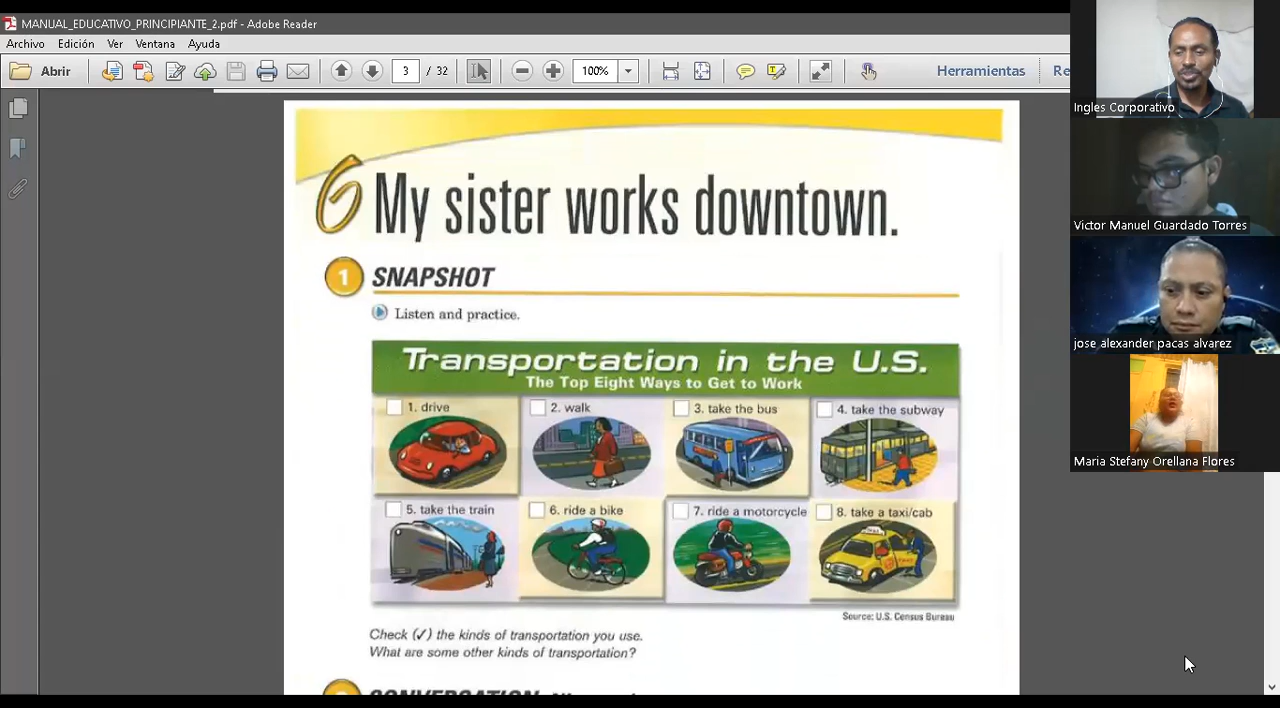 MANUAL_EDUCATIVO_PRINCIPIANTE_2.pdf - Adobe Reader
Archivo Edición Ver Ventana Ayuda
Abrir 3 / 32 100% Herramientas
6 My sister works downtown.
1 SNAPSHOT
Listen and practice.
Transportation in the U.S.
The Top Eight Ways to Get to Work
1. drive 2. walk 3. take the bus 4. take the subway
5. take the train 6. ride a bike 7. ride a motorcycle 8. take a taxi/cab
TAXI
Source: U.S. Census Bureau
Check (✓) the kinds of transportation you use.
What are some other kinds of transportation?
Ingles Corporativo
Victor Manuel Guardado Torres
jose alexander pacas alvarez
Maria Stefany Orellana Flores